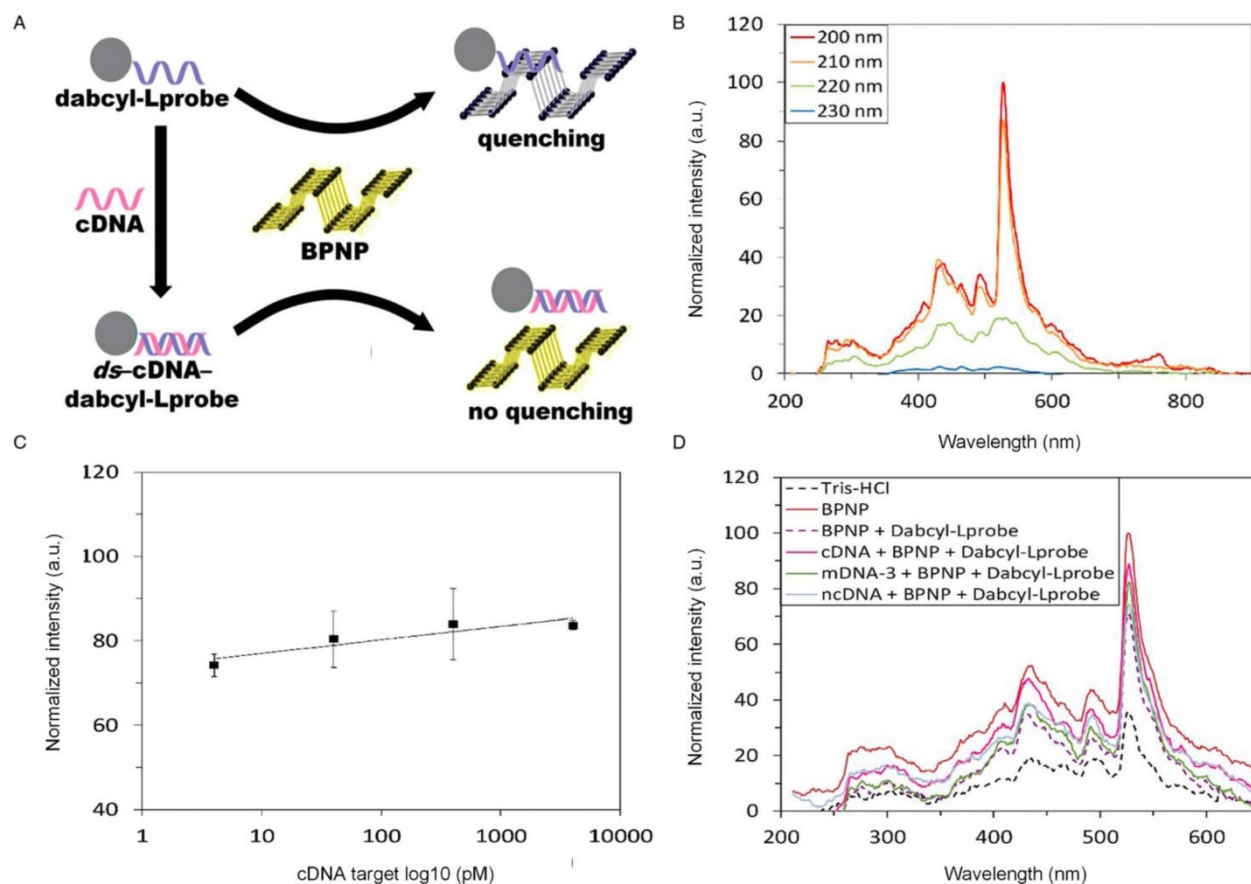 A
dabcyl-Lprobe
quenching
cDNA
BPNP
ds–cDNA–
dabcyl-Lprobe
no quenching
B
Normalized intensity (a.u.)
120
100
80
60
40
20
0
200 nm
210 nm
220 nm
230 nm
200
400
600
800
Wavelength (nm)
C
Normalized intensity (a.u.)
120
100
80
60
40
1
10
100
1000
10000
cDNA target log10 (pM)
D
Normalized intensity (a.u.)
120
100
80
60
40
20
0
Tris-HCl
BPNP
BPNP + Dabcyl-Lprobe
cDNA + BPNP + Dabcyl-Lprobe
mDNA-3 + BPNP + Dabcyl-Lprobe
ncDNA + BPNP + Dabcyl-Lprobe
200
300
400
500
600
Wavelength (nm)